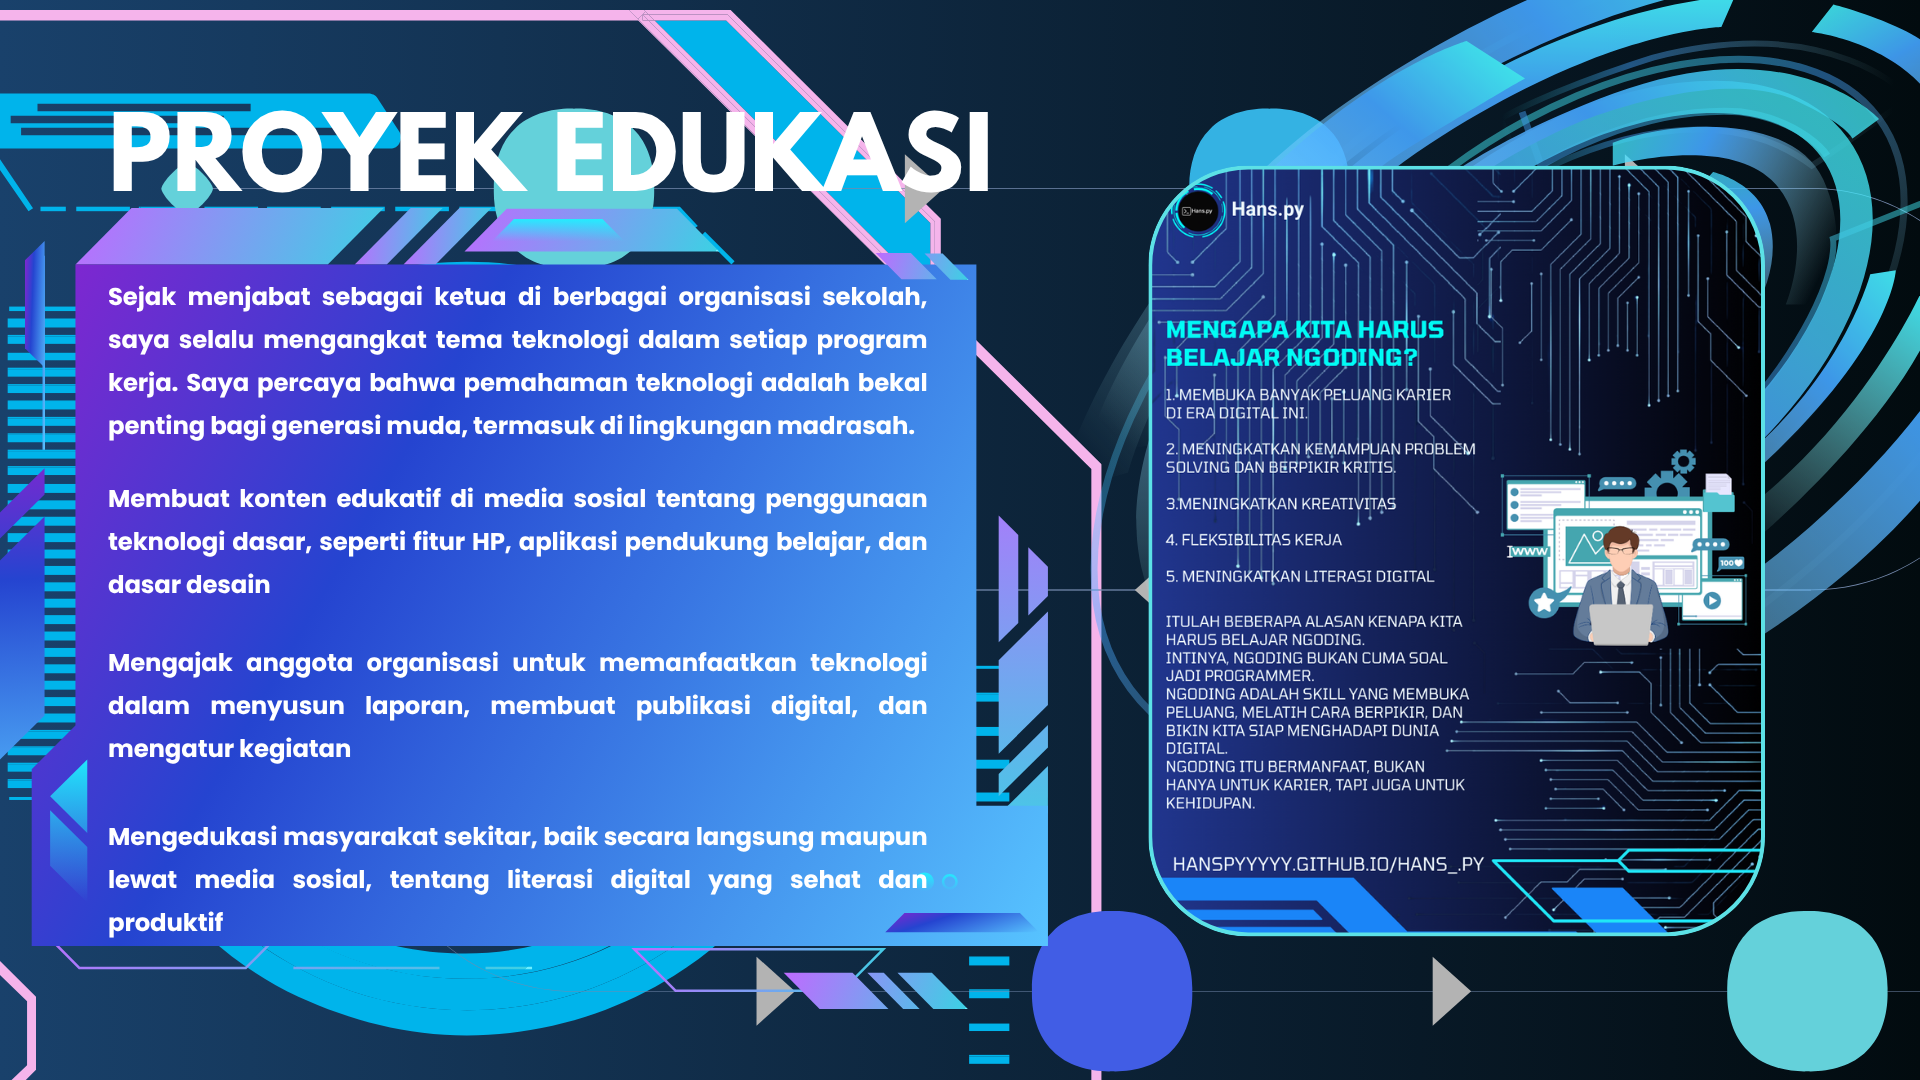 PROYEK EDUKASI
Sejak menjabat sebagai ketua di berbagai organisasi sekolah,
saya selalu mengangkat tema teknologi dalam setiap program
kerja. Saya percaya bahwa pemahaman teknologi adalah bekal
penting bagi generasi muda, termasuk di lingkungan madrasah.
Membuat konten edukatif di media sosial tentang penggunaan
teknologi dasar, seperti fitur HP, aplikasi pendukung belajar, dan
dasar desain
Mengajak anggota organisasi untuk memanfaatkan teknologi
dalam menyusun laporan, membuat publikasi digital, dan
mengatur kegiatan
Mengedukasi masyarakat sekitar, baik secara langsung maupun
lewat media sosial, tentang literasi digital yang sehat dan
produktif
Hans.py
Hans.py
MENGAPA KITA HARUS
BELAJAR NGODING?
1.MEMBUKA BANYAK PELUANG KARIER
DI ERA DIGITAL INI.
2. MENINGKATKAN KEMAMPUAN PROBLEM
SOLVING DAN BERPIKIR KRITIS.
3.MENINGKATKAN KREATIVITAS
4. FLEKSIBILITAS KERJA
5. MENINGKATKAN LITERASI DIGITAL
WWW
100
ITULAH BEBERAPA ALASAN KENAPA KITA
HARUS BELAJAR NGODING.
INTINYA, NGODING BUKAN CUMA SOAL
JADI PROGRAMMER.
NGODING ADALAH SKILL YANG MEMBUKA
PELUANG, MELATIH CARA BERPIKIR, DAN
BIKIN KITA SIAP MENGHADAPI DUNIA
DIGITAL.
NGODING ITU BERMANFAAT, BUKAN
HANYA UNTUK KARIER, TAPI JUGA UNTUK
KEHIDUPAN.
HANSPYYYYY.GITHUB.IO/HANS_.PY